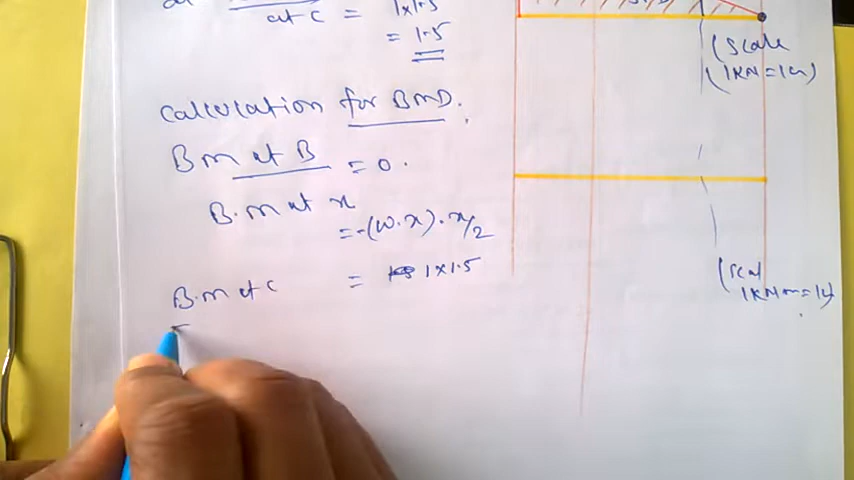 at C = 1x1.5
= 1.5
Calculation for BMD.
BM at B = 0.
B.M at x
= -(w.x).x/2
B.M at C = 1x1.5
(Scale
(1KN=1cm)
(Scal
1KNm=1cm)